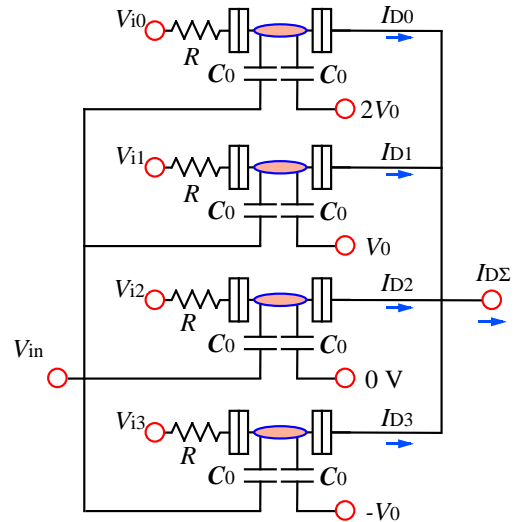 Vi0 ID0
R C0 C0
2V0
Vi1 ID1
R C0 C0
V0
Vi2 ID2 IDΣ
R
Vin C0 C0
0 V
Vi3 ID3
R
C0 C0
-V0